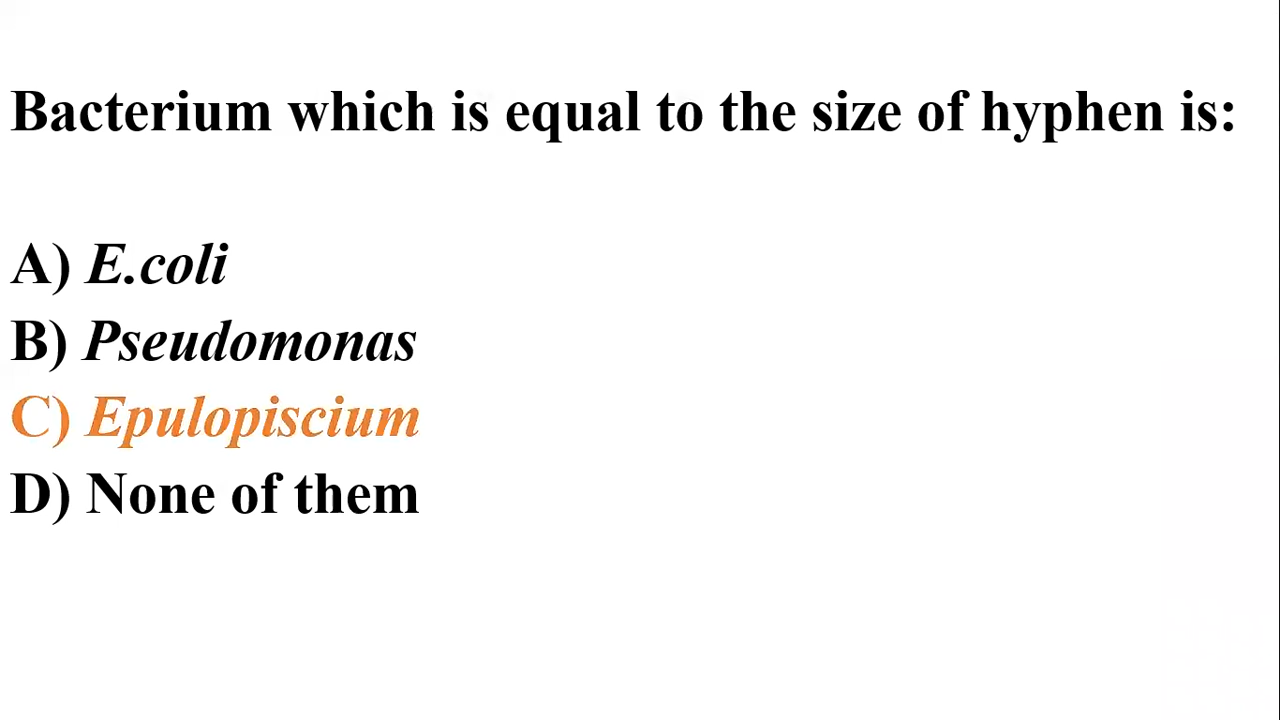 Bacterium which is equal to the size of hyphen is:
A) E.coli
B) Pseudomonas
C) Epulopiscium
D) None of them